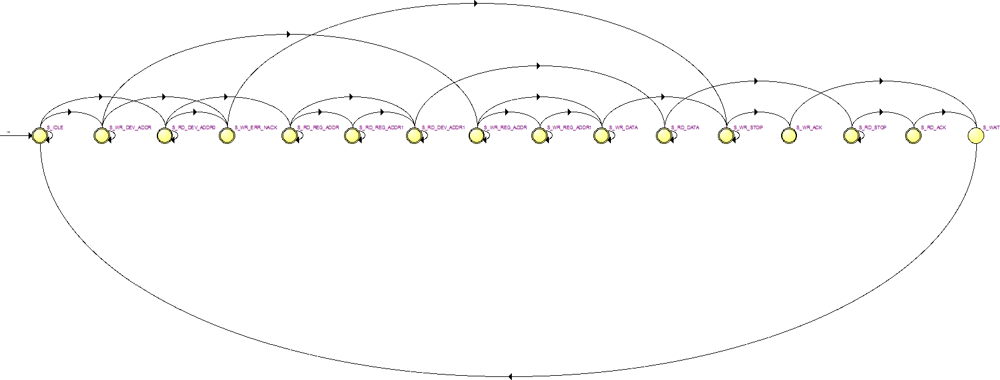 S_IDLE
S_WR_DEV_ADDR
S_RD_DEV_ADDR0
S_WR_ERR_NACK
S_RD_REG_ADDR
S_RD_REG_ADDR1
S_RD_DEV_ADDR1
S_WR_REG_ADDR
S_WR_REG_ADDR1
S_WR_DATA
S_RD_DATA
S_WR_STOP
S_WR_ACK
S_RD_STOP
S_RD_ACK
S_WAIT